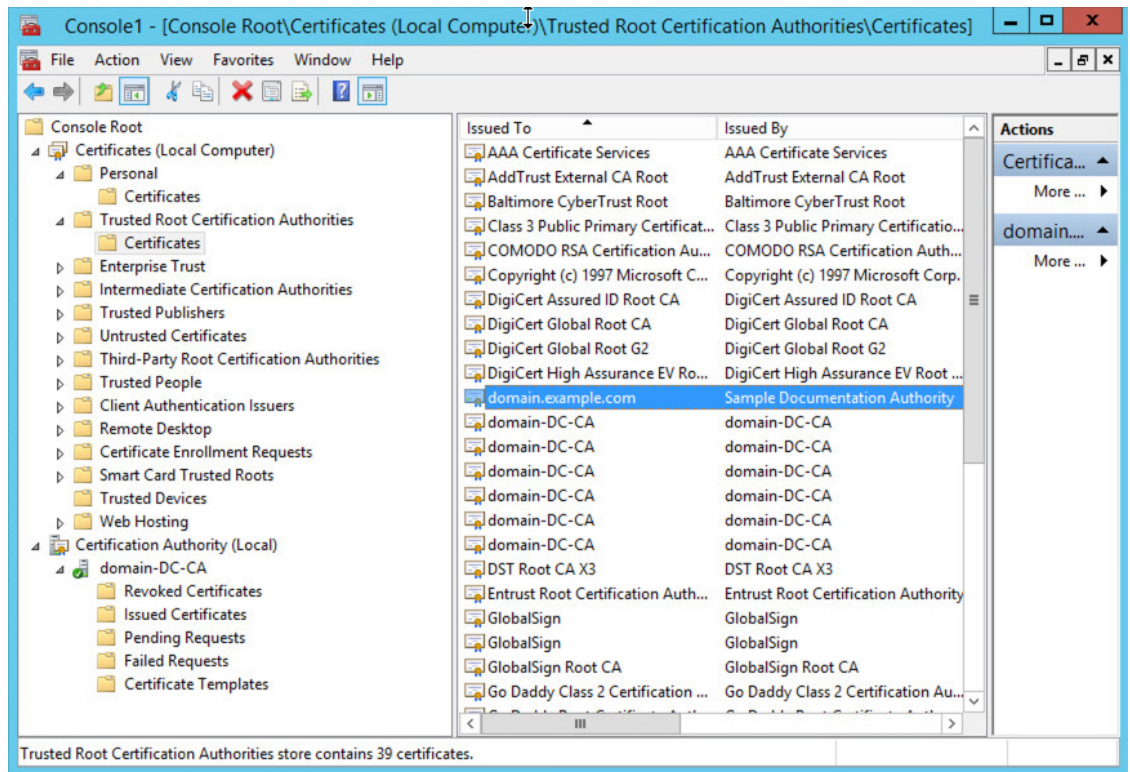 Console1 - [Console Root\Certificates (Local Computer)\Trusted Root Certification Authorities\Certificates]
File Action View Favorites Window Help
Console Root
Certificates (Local Computer)
Personal
Certificates
Trusted Root Certification Authorities
Certificates
Enterprise Trust
Intermediate Certification Authorities
Trusted Publishers
Untrusted Certificates
Third-Party Root Certification Authorities
Trusted People
Client Authentication Issuers
Remote Desktop
Certificate Enrollment Requests
Smart Card Trusted Roots
Trusted Devices
Web Hosting
Certification Authority (Local)
domain-DC-CA
Revoked Certificates
Issued Certificates
Pending Requests
Failed Requests
Certificate Templates
Issued To Issued By
AAA Certificate Services AAA Certificate Services
AddTrust External CA Root AddTrust External CA Root
Baltimore CyberTrust Root Baltimore CyberTrust Root
Class 3 Public Primary Certificat... Class 3 Public Primary Certificatio...
COMODO RSA Certification Au... COMODO RSA Certification Auth...
Copyright (c) 1997 Microsoft C... Copyright (c) 1997 Microsoft Corp.
DigiCert Assured ID Root CA DigiCert Assured ID Root CA
DigiCert Global Root CA DigiCert Global Root CA
DigiCert Global Root G2 DigiCert Global Root G2
DigiCert High Assurance EV Ro... DigiCert High Assurance EV Root ...
domain.example.com Sample Documentation Authority
domain-DC-CA domain-DC-CA
domain-DC-CA domain-DC-CA
domain-DC-CA domain-DC-CA
domain-DC-CA domain-DC-CA
domain-DC-CA domain-DC-CA
domain-DC-CA domain-DC-CA
DST Root CA X3 DST Root CA X3
Entrust Root Certification Auth... Entrust Root Certification Authority
GlobalSign GlobalSign
GlobalSign GlobalSign
GlobalSign Root CA GlobalSign Root CA
Go Daddy Class 2 Certification ... Go Daddy Class 2 Certification Au...
Actions
Certifica...
More ...
domain....
More ...
Trusted Root Certification Authorities store contains 39 certificates.